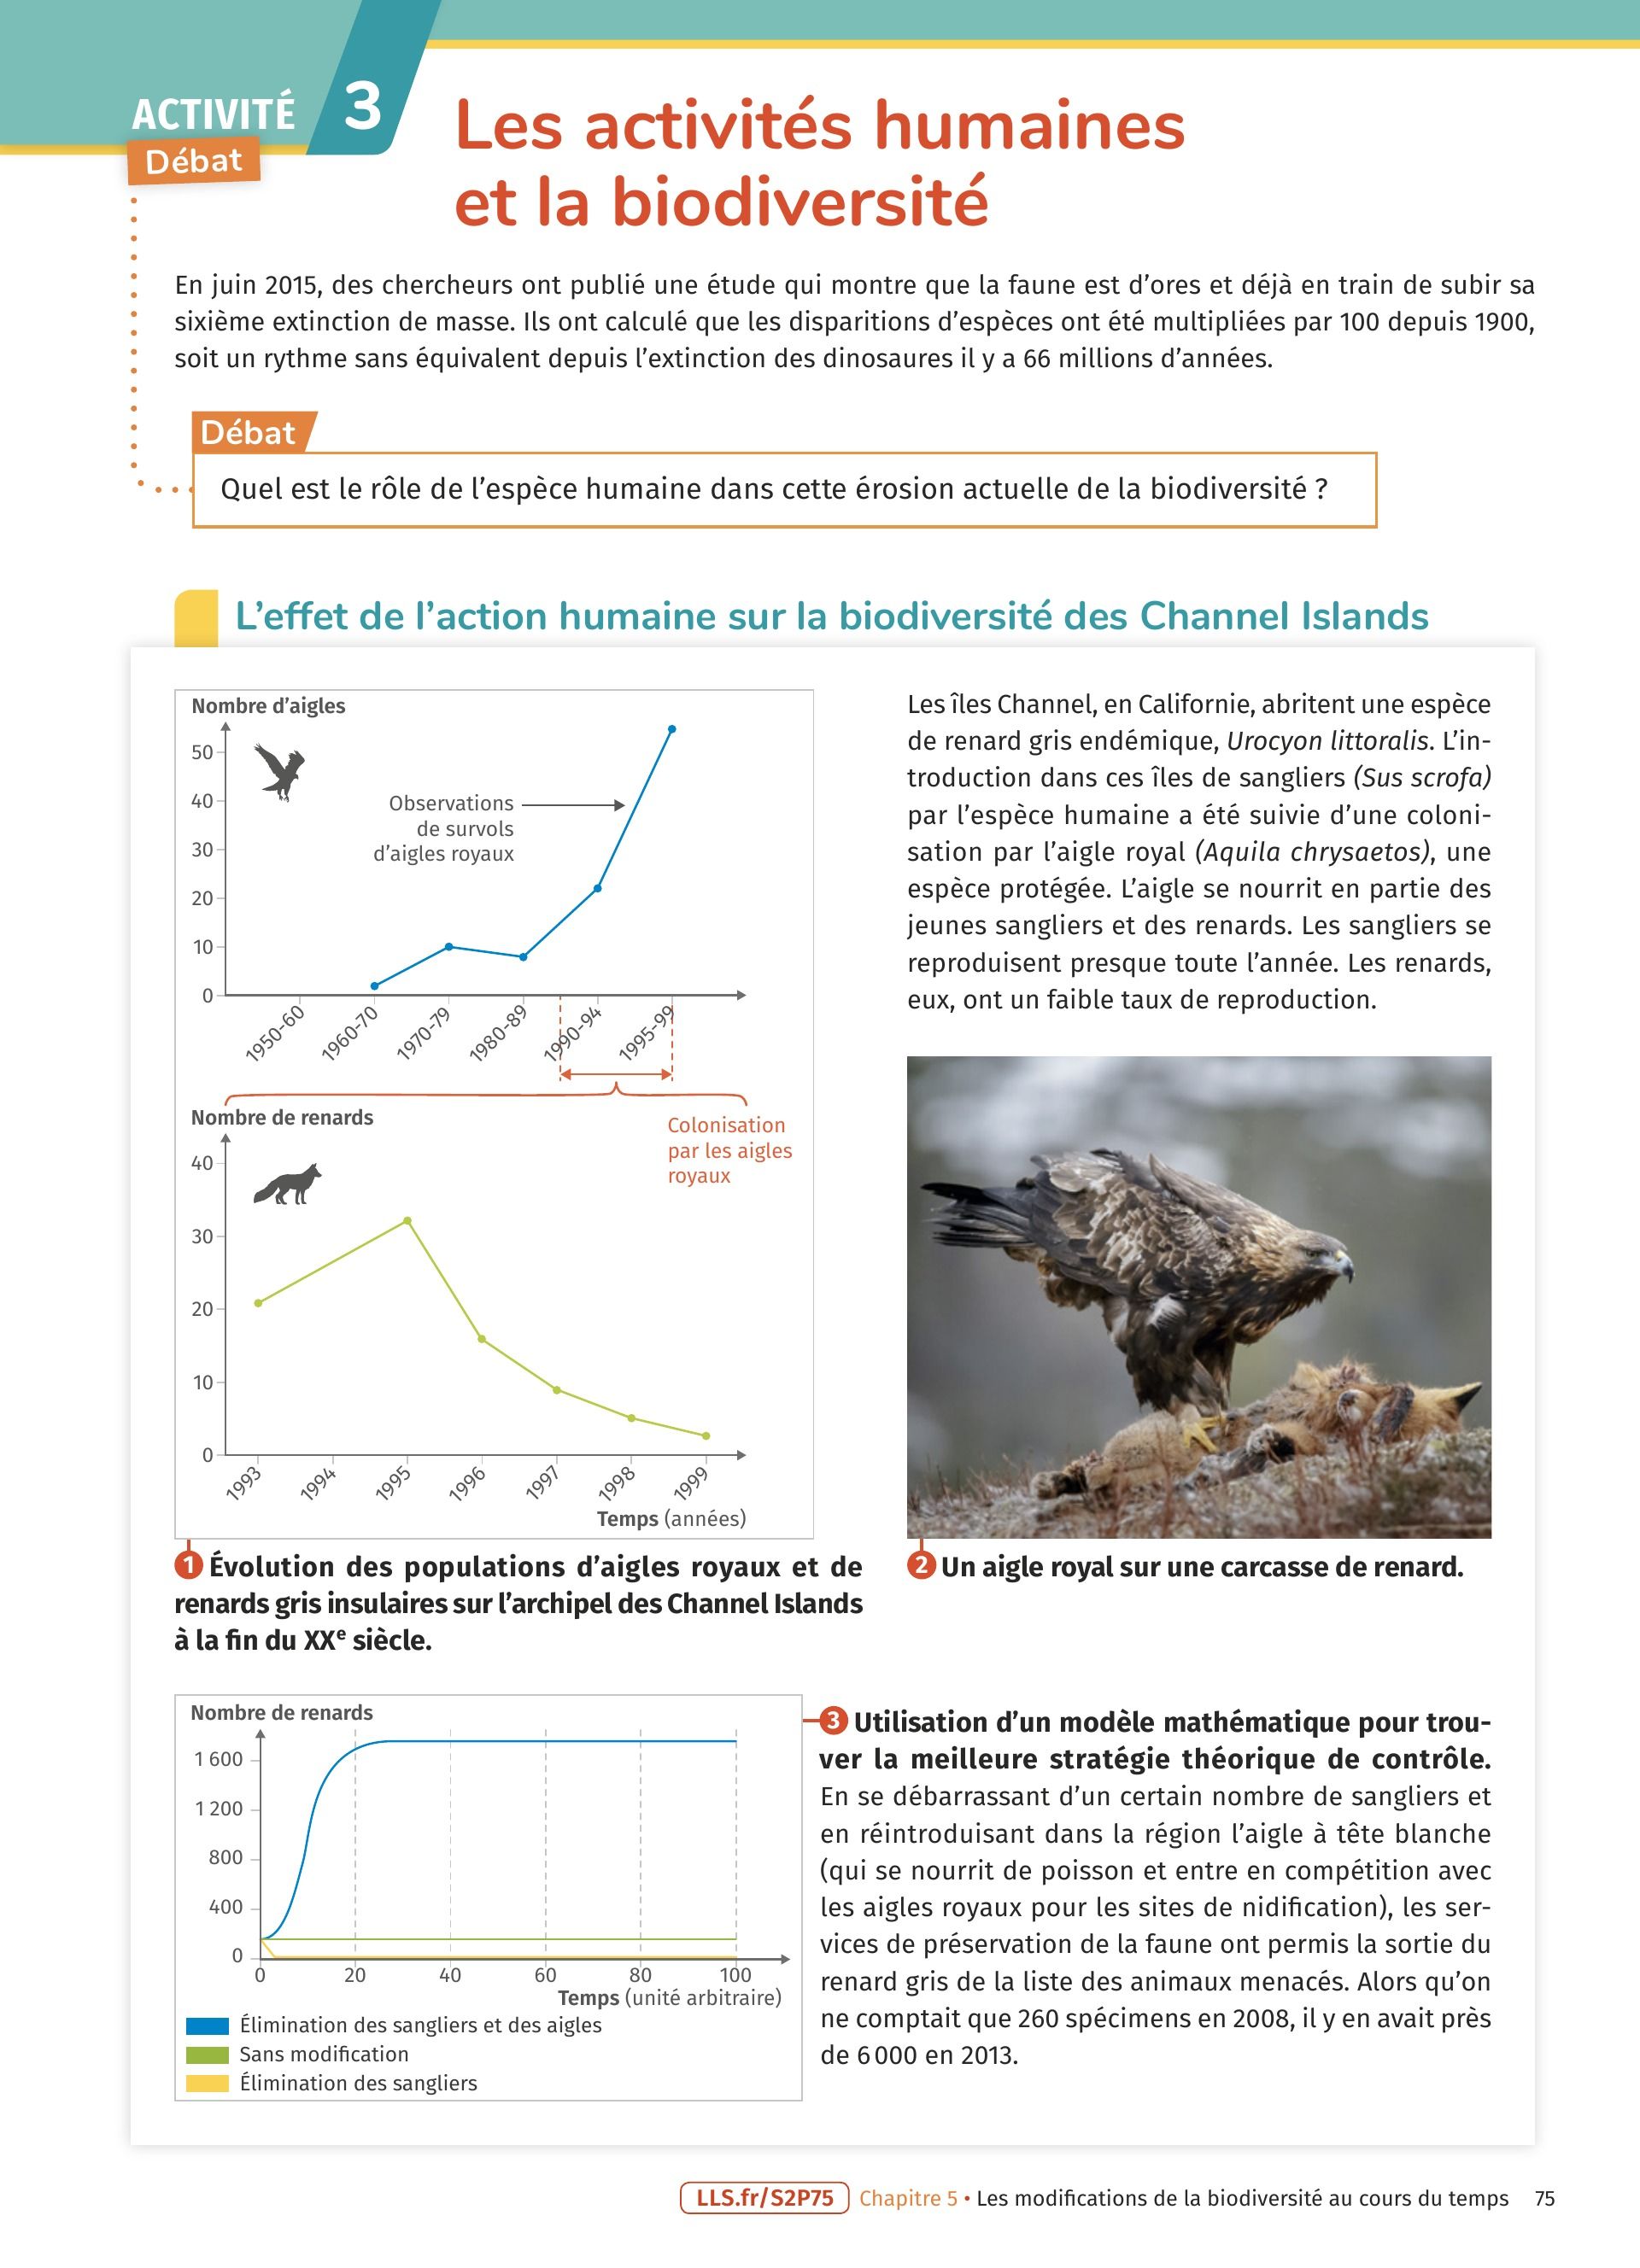 ACTIVITÉ 3
Débat
Les activités humaines
et la biodiversité
En juin 2015, des chercheurs ont publié une étude qui montre que la faune est d’ores et déjà en train de subir sa
sixième extinction de masse. Ils ont calculé que les disparitions d’espèces ont été multipliées par 100 depuis 1900,
soit un rythme sans équivalent depuis l’extinction des dinosaures il y a 66 millions d’années.
Débat
Quel est le rôle de l’espèce humaine dans cette érosion actuelle de la biodiversité ?
L’effet de l’action humaine sur la biodiversité des Channel Islands
Nombre d’aigles
50
40
30
20
10
0
Observations
de survols
d’aigles royaux
1950-60
1960-70
1970-79
1980-89
1990-94
1995-99
Colonisation
par les aigles
royaux
Nombre de renards
40
30
20
10
0
1993
1994
1995
1996
1997
1998
1999
Temps (années)
1 Évolution des populations d’aigles royaux et de
renards gris insulaires sur l’archipel des Channel Islands
à la fin du XXe siècle.
Les îles Channel, en Californie, abritent une espèce
de renard gris endémique, Urocyon littoralis. L’in-
troduction dans ces îles de sangliers (Sus scrofa)
par l’espèce humaine a été suivie d’une coloni-
sation par l’aigle royal (Aquila chrysaetos), une
espèce protégée. L’aigle se nourrit en partie des
jeunes sangliers et des renards. Les sangliers se
reproduisent presque toute l’année. Les renards,
eux, ont un faible taux de reproduction.
2 Un aigle royal sur une carcasse de renard.
Nombre de renards
1 600
1 200
800
400
0
0
20
40
60
80
100
Temps (unité arbitraire)
Élimination des sangliers et des aigles
Sans modification
Élimination des sangliers
3 Utilisation d’un modèle mathématique pour trou-
ver la meilleure stratégie théorique de contrôle.
En se débarrassant d’un certain nombre de sangliers et
en réintroduisant dans la région l’aigle à tête blanche
(qui se nourrit de poisson et entre en compétition avec
les aigles royaux pour les sites de nidification), les ser-
vices de préservation de la faune ont permis la sortie du
renard gris de la liste des animaux menacés. Alors qu’on
ne comptait que 260 spécimens en 2008, il y en avait près
de 6 000 en 2013.
LLS.fr/S2P75 Chapitre 5 • Les modifications de la biodiversité au cours du temps 75